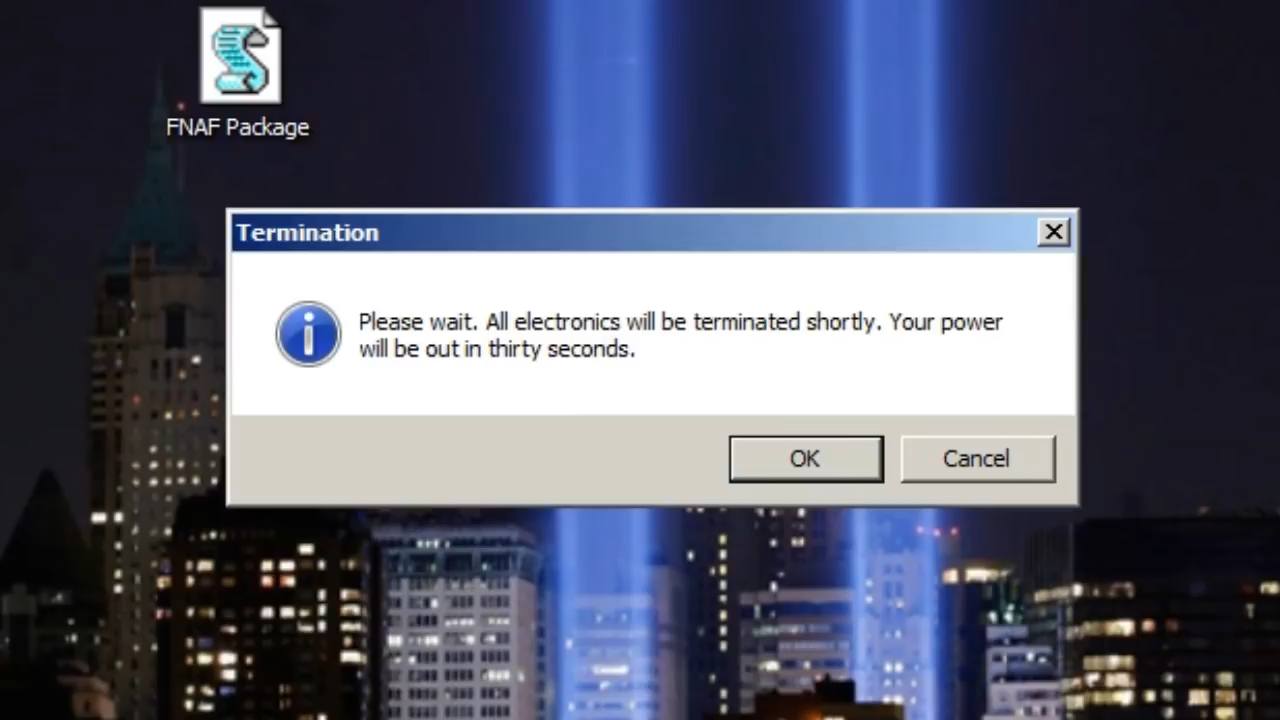 FNAF Package
Termination
Please wait. All electronics will be terminated shortly. Your power
will be out in thirty seconds.
OK
Cancel